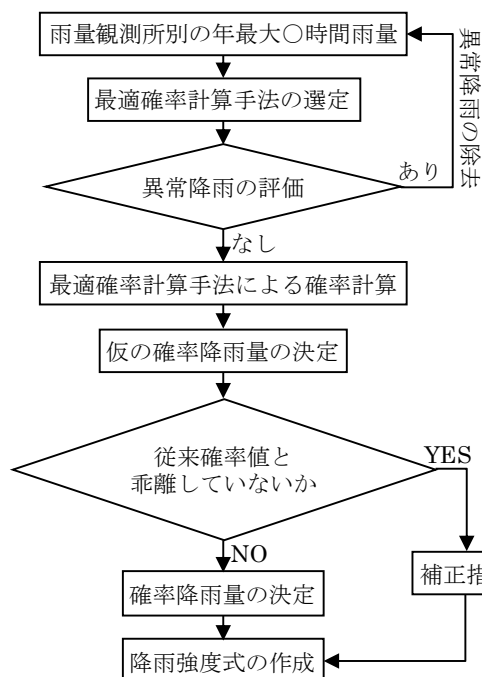 雨量観測所別の年最大○時間雨量
異常降雨の除去
最適確率計算手法の選定
異常降雨の評価
あり
なし
最適確率計算手法による確率計算
仮の確率降雨量の決定
従来確率値と
乖離していないか
YES
NO
補正措
確率降雨量の決定
降雨強度式の作成